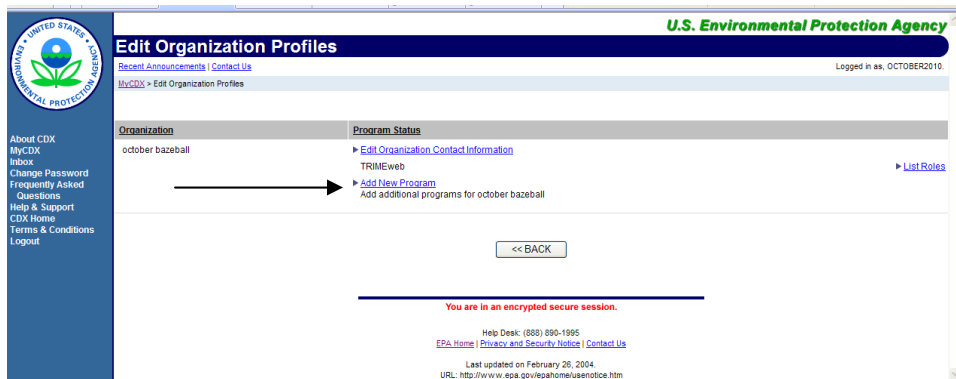 UNITED STATES
ENVIRONMENTAL PROTECTION AGENCY
U.S. Environmental Protection Agency
Edit Organization Profiles
Recent Announcements | Contact Us
Logged in as, OCTOBER2010.
MyCDX > Edit Organization Profiles
About CDX
MyCDX
Inbox
Change Password
Frequently Asked
Questions
Help & Support
CDX Home
Terms & Conditions
Logout
Organization Program Status
october bazeball Edit Organization Contact Information
TRIMEweb List Roles
Add New Program
Add additional programs for october bazeball
<< BACK
You are in an encrypted secure session.
Help Desk: (888) 890-1995
EPA Home | Privacy and Security Notice | Contact Us
Last updated on February 26, 2004.
URL: http://www.epa.gov/epahome/usenotice.htm